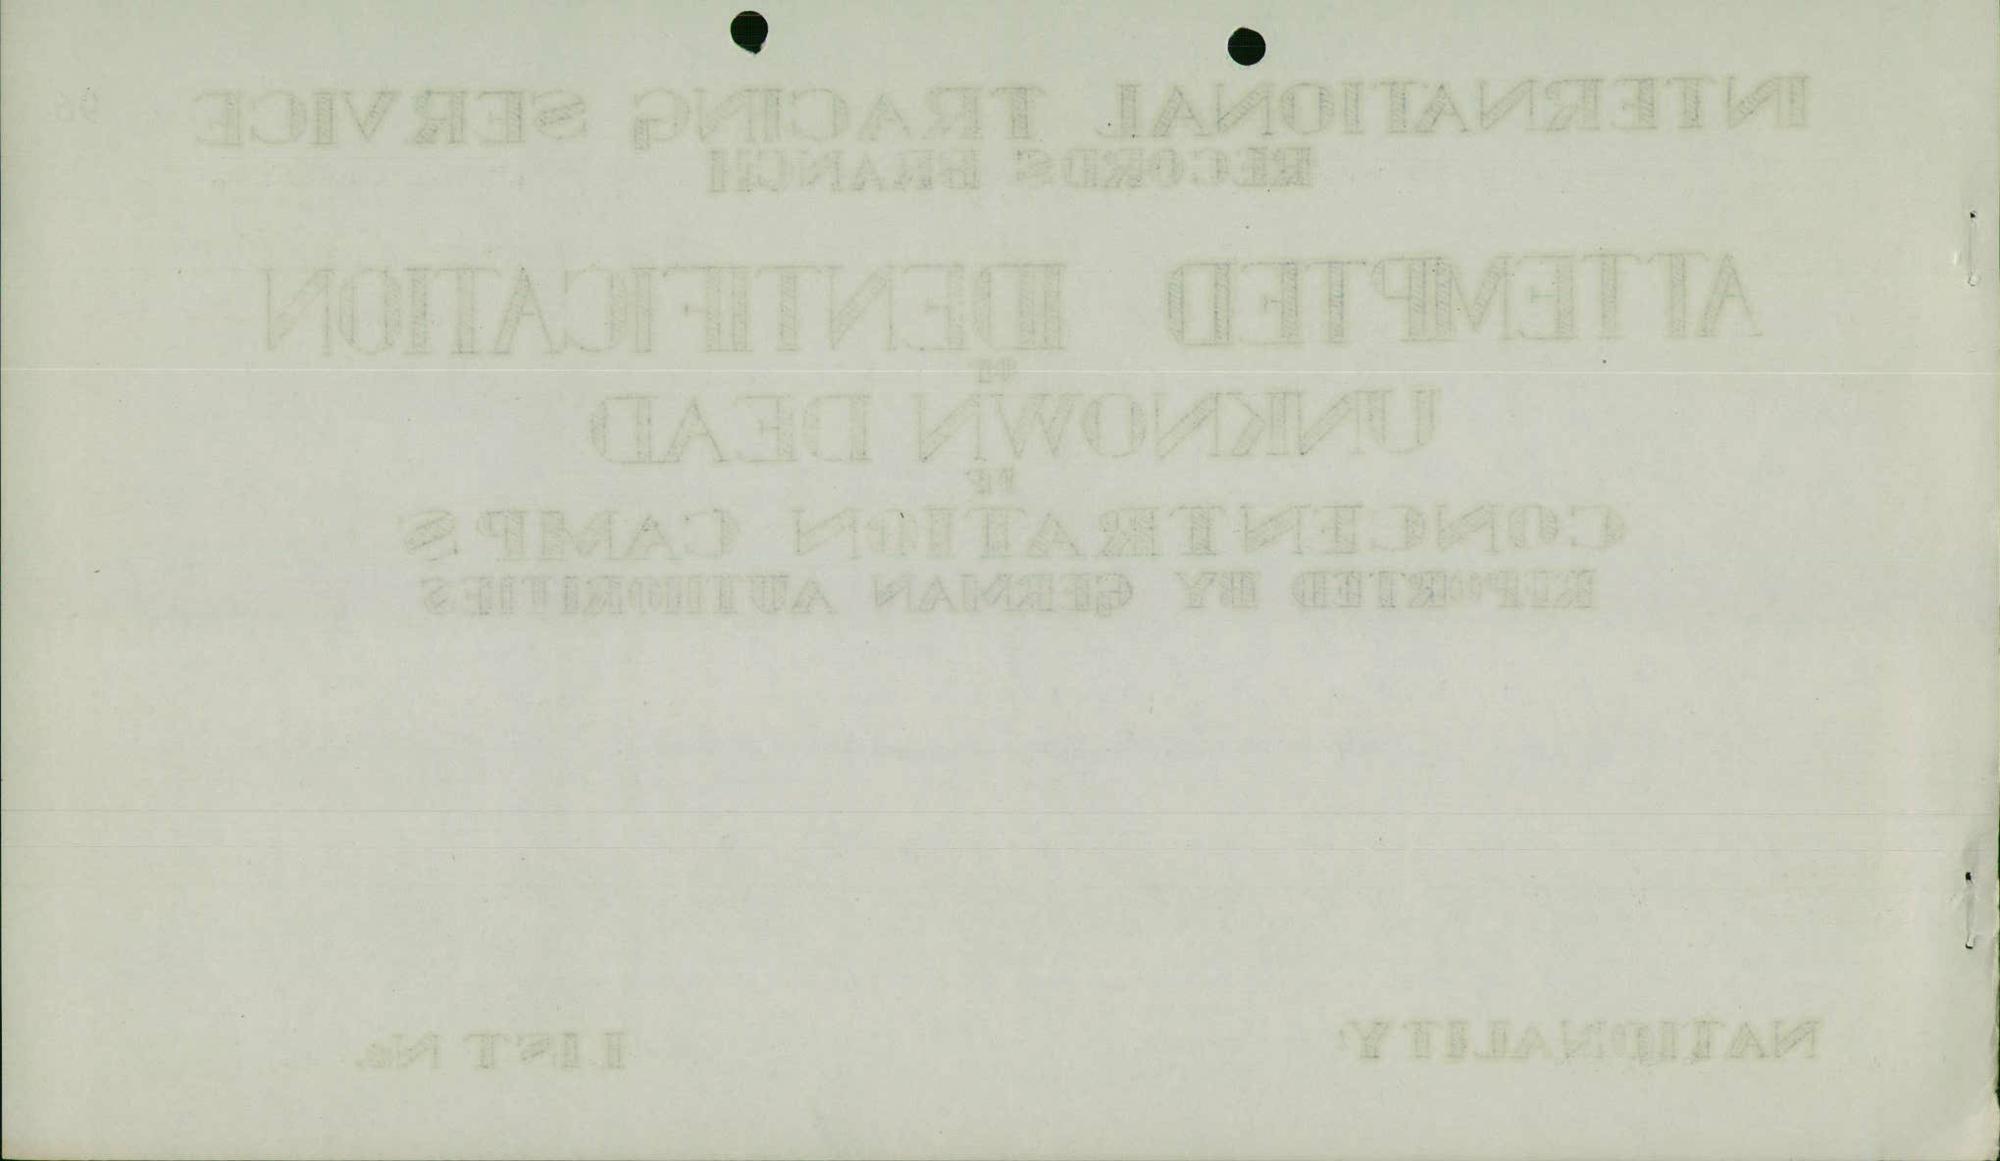 INTERNATIONAL TRACING SERVICE
RECORDS BRANCH
ATTEMPTED IDENTIFICATION
OF
UNKNOWN DEAD
OF
CONCENTRATION CAMPS
REPORTED BY GERMAN AUTHORITIES
NATIONALITY: LIST No.